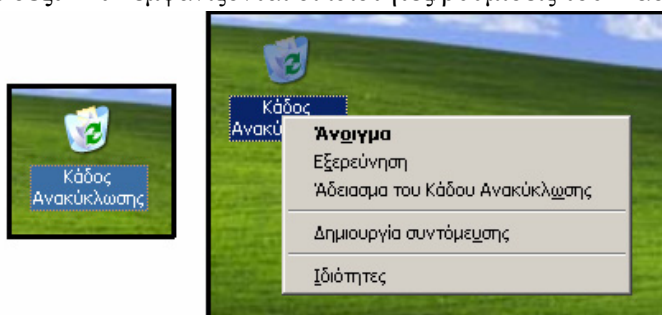 Κάδος
Ανακύκλωσης
Κάδος
Ανακύ
Άνοιγμα
Εξερεύνηση
Άδειασμα του Κάδου Ανακύκλωσης
Δημιουργία συντόμευσης
Ιδιότητες